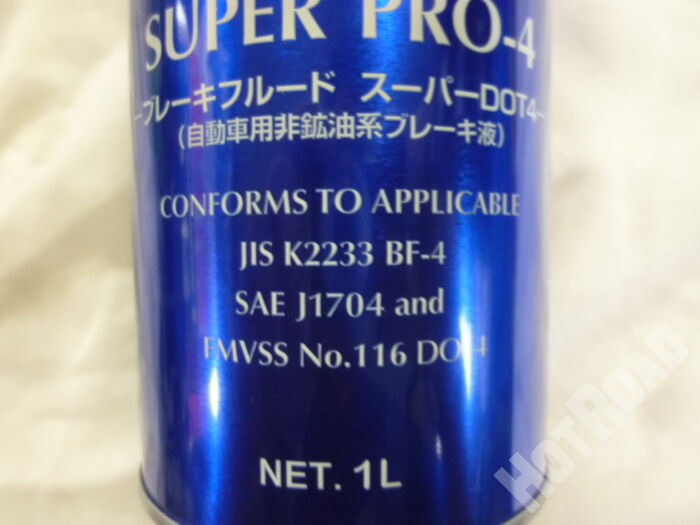 SUPER PRO-4
ブレーキフルード スーパーDOT4
(自動車用非鉱油系ブレーキ液)
CONFORMS TO APPLICABLE
JIS K2233 BF-4
SAE J1704 and
FMVSS No.116 DOT-4
NET. 1L
HOTROAD